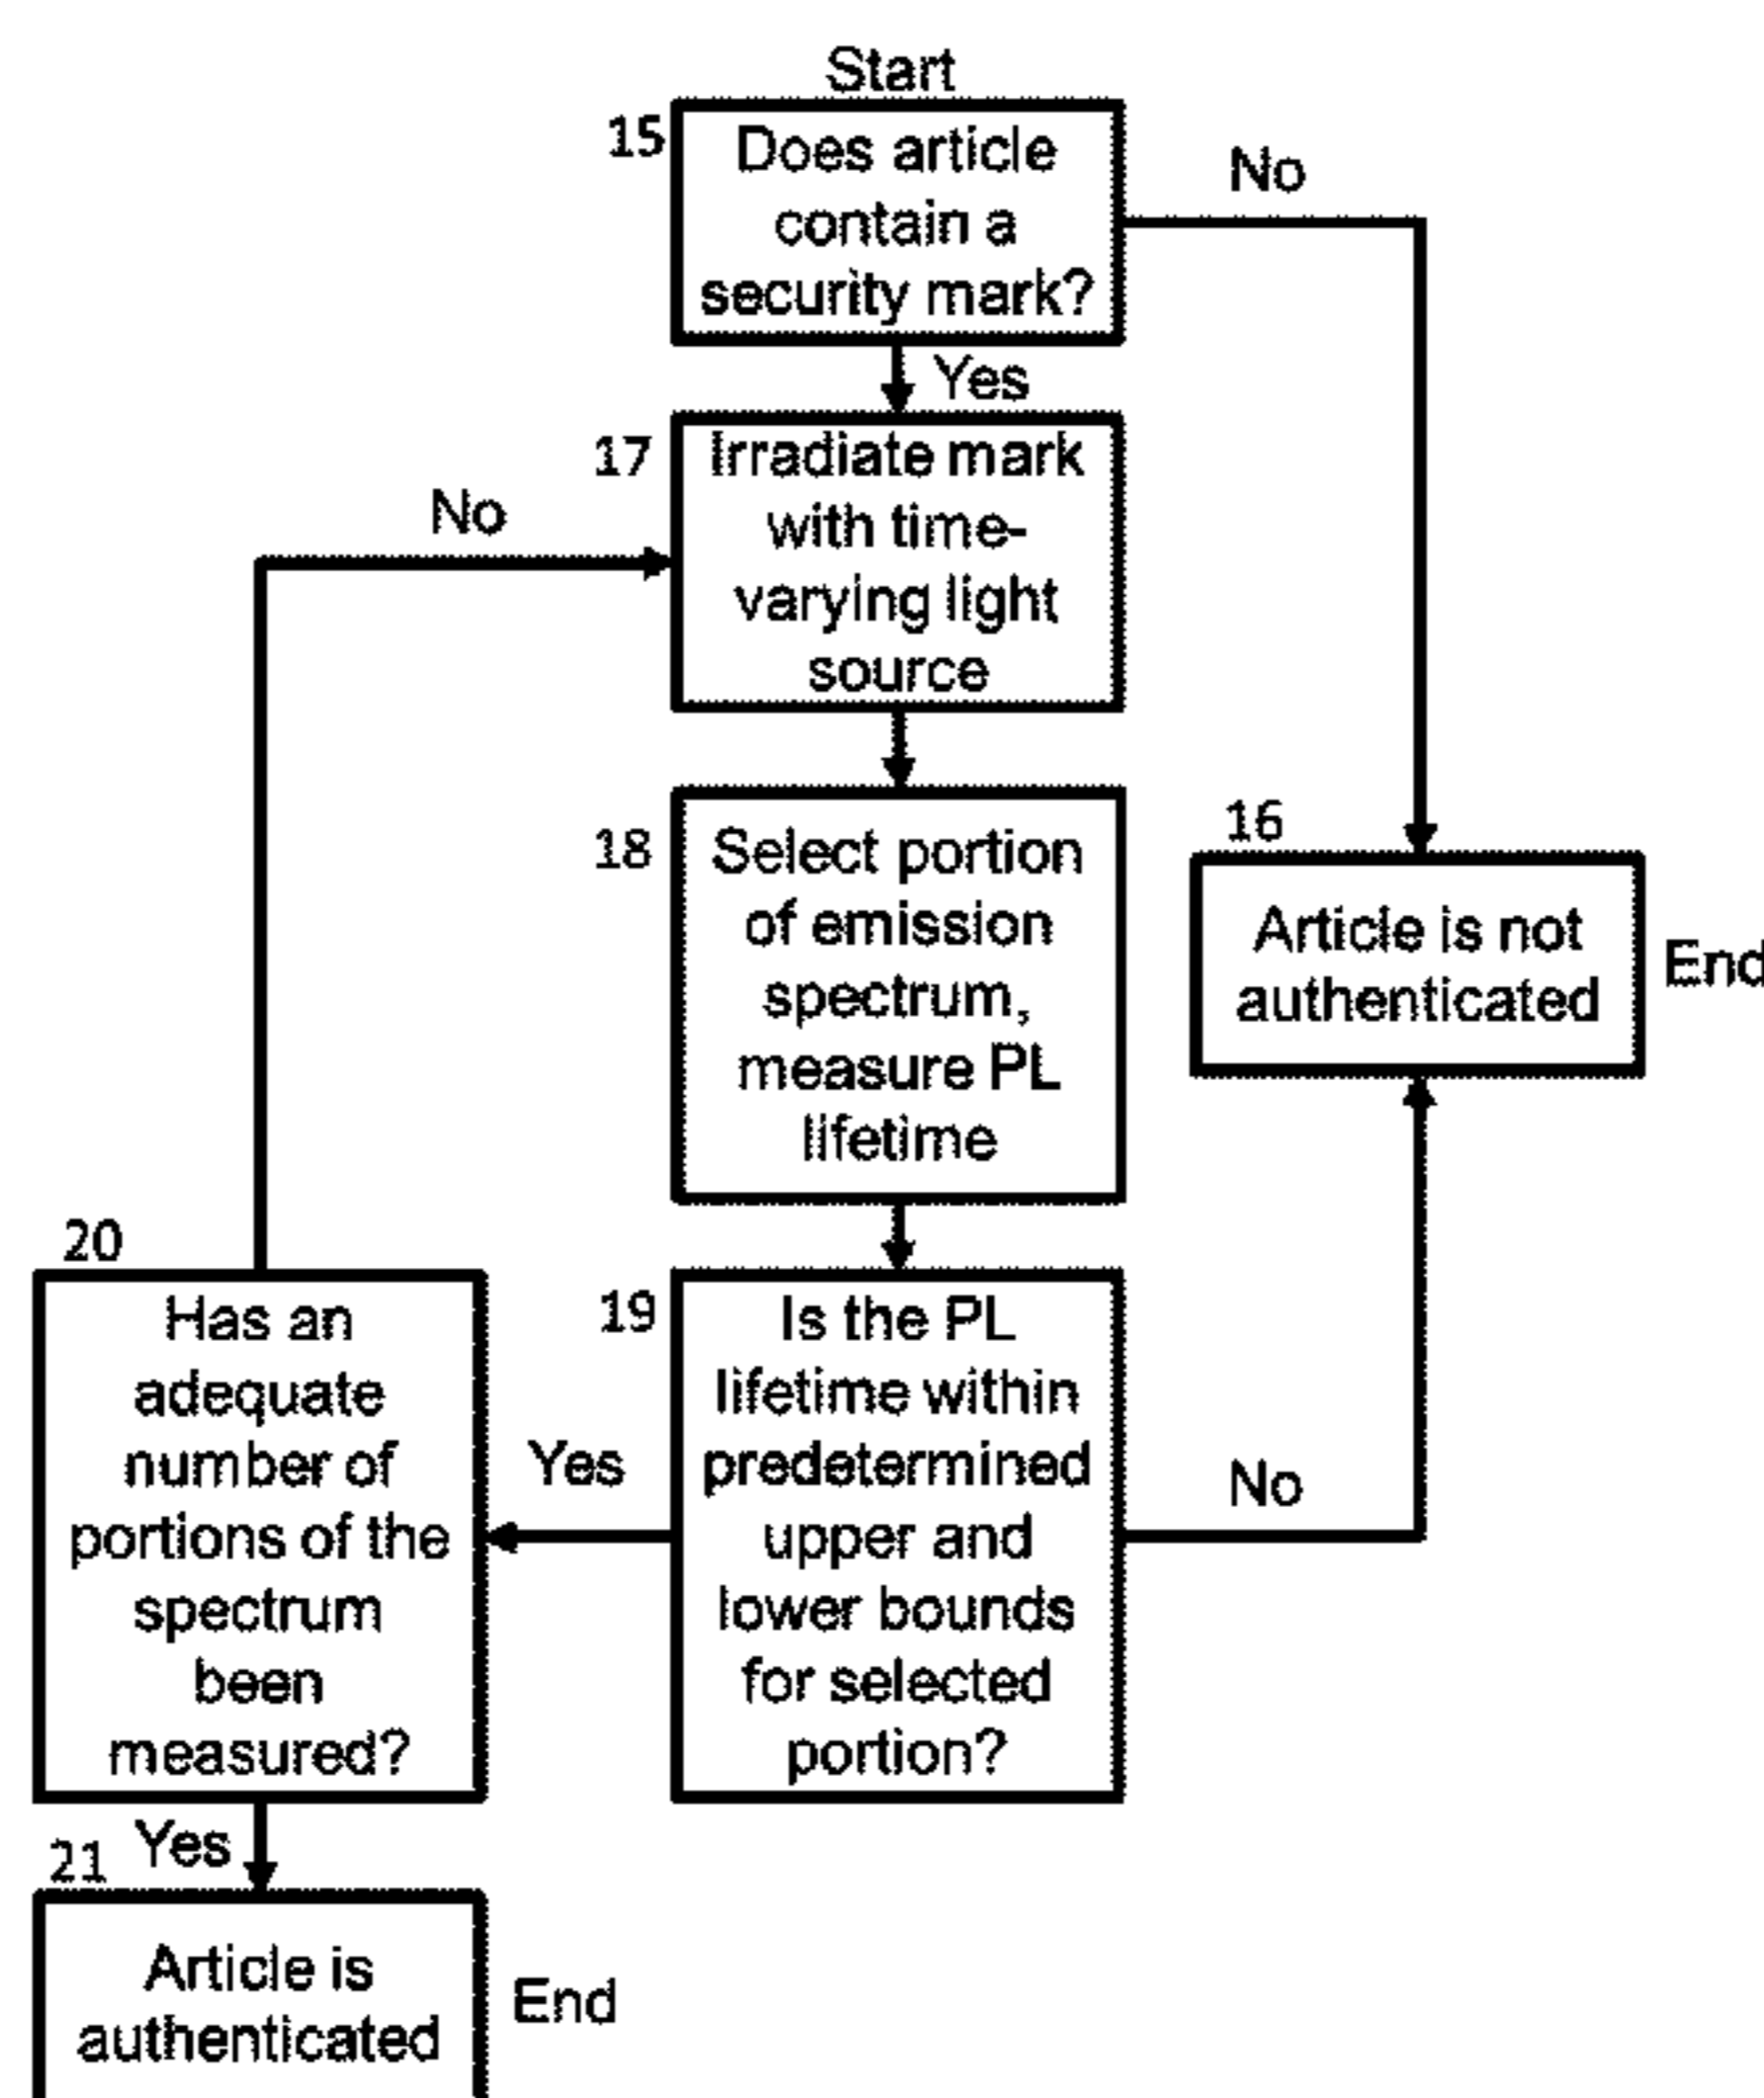 Start
15
Does article
contain a
security mark?
No
Yes
17
Irradiate mark
with time-
varying light
source
No
18
Select portion
of emission
spectrum,
measure PL
lifetime
16
Article is not
authenticated
End
20
Has an
adequate
number of
portions of the
spectrum
been
measured?
Yes
19
Is the PL
lifetime within
predetermined
upper and
lower bounds
for selected
portion?
No
Yes
21
Article is
authenticated
End